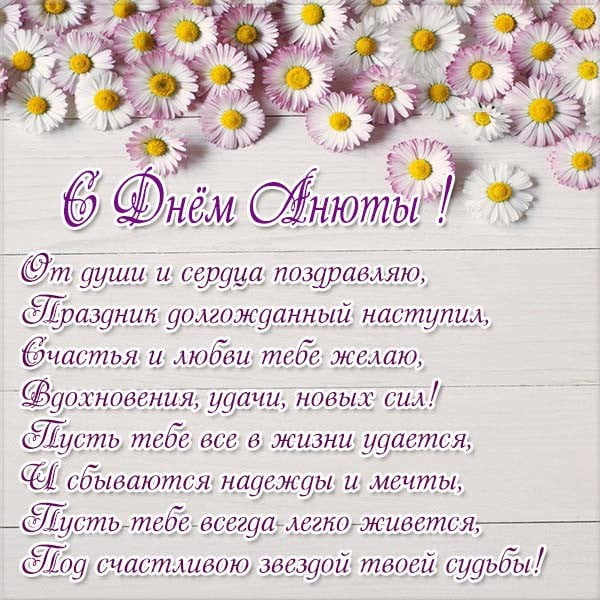 С Днём Анюты !
От души и сердца поздравляю,
Праздник долгожданный наступил,
Счастья и любви тебе желаю,
Вдохновения, удачи, новых сил!
Пусть тебе все в жизни удается,
И сбываются надежды и мечты,
Пусть тебе всегда легко живется,
Под счастливою звездой твоей судьбы!